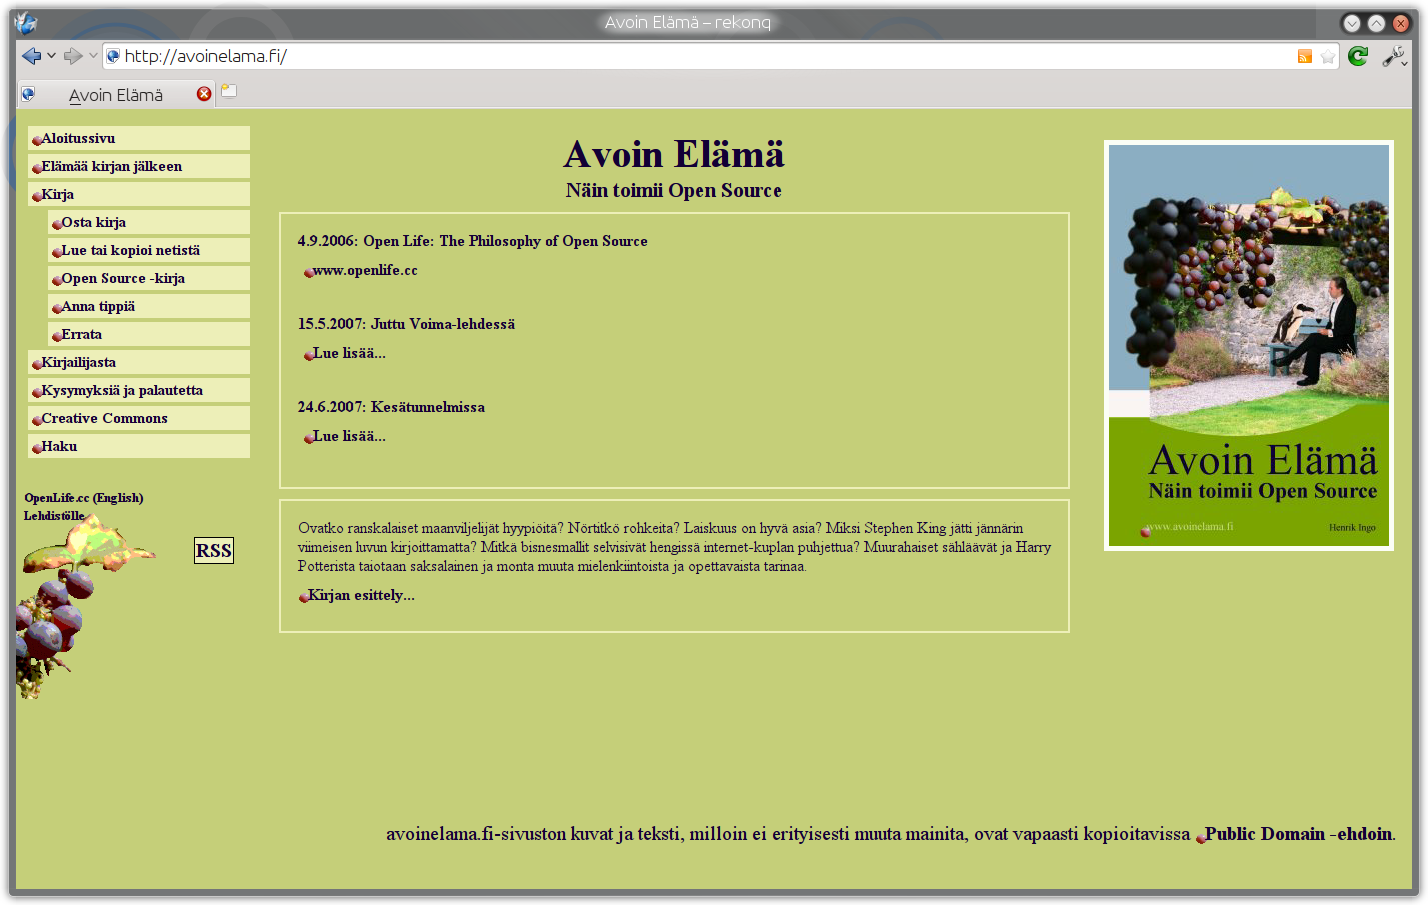 Avoin Elämä – rekonq
http://avoinelama.fi/
Avoin Elämä
Aloitussivu
Elämää kirjan jälkeen
Kirja
Osta kirja
Lue tai kopioi netistä
Open Source -kirja
Anna tippiä
Errata
Kirjailijasta
Kysymyksiä ja palautetta
Creative Commons
Haku
OpenLife.cc (English)
Lehdistölle
RSS
Avoin Elämä
Näin toimii Open Source
4.9.2006: Open Life: The Philosophy of Open Source
www.openlife.cc
15.5.2007: Juttu Voima-lehdessä
Lue lisää...
24.6.2007: Kesätunnelmissa
Lue lisää...
Ovatko ranskalaiset maanviljelijät hyypiöitä? Nörtitkö rohkeita? Laiskuus on hyvä asia? Miksi Stephen King jätti jännärin
viimeisen luvun kirjoittamatta? Mitkä bisnesmallit selvisivät hengissä internet-kuplan puhjettua? Muurahaiset sähläävät ja Harry
Potterista taiotaan saksalainen ja monta muuta mielenkiintoista ja opettavaista tarinaa.
Kirjan esittely...
Avoin Elämä
Näin toimii Open Source
www.avoinelama.fi
Henrik Ingo
avoinelama.fi-sivuston kuvat ja teksti, milloin ei erityisesti muuta mainita, ovat vapaasti kopioitavissa Public Domain -ehdoin.